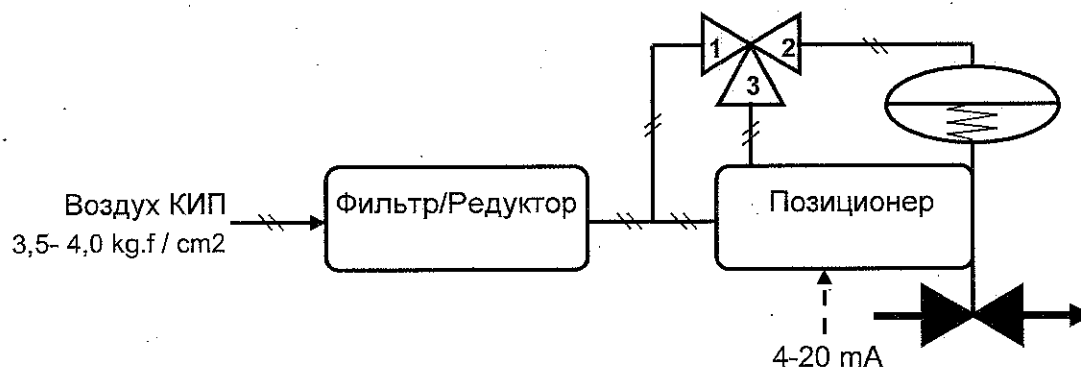 1 2
3
Фильтр/Редуктор
Позиционер
Воздух КИП
3,5- 4,0 kg.f / cm2
4-20 mA